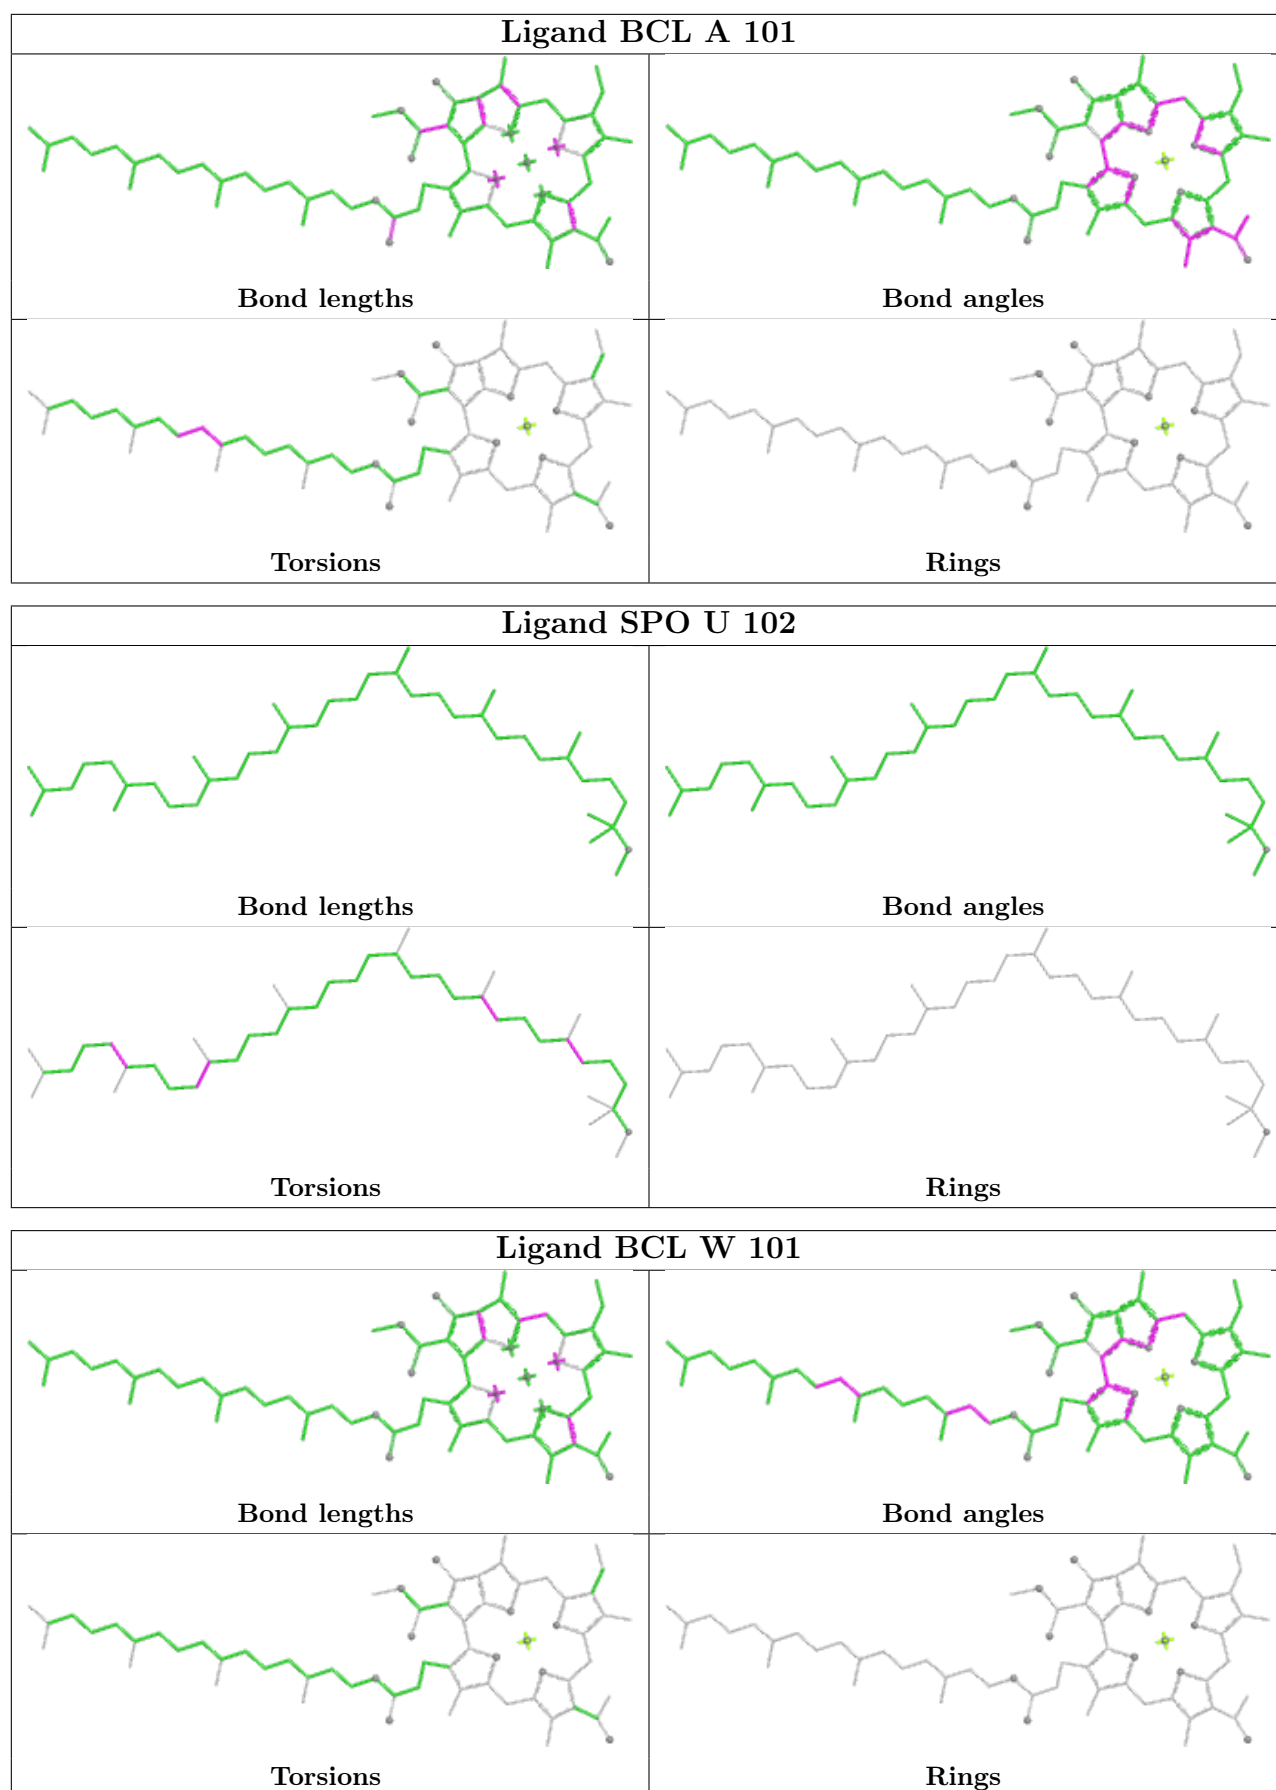 Ligand BCL A 101
Bond lengths
Bond angles
Torsions
Rings
Ligand SPO U 102
Bond lengths
Bond angles
Torsions
Rings
Ligand BCL W 101
Bond lengths
Bond angles
Torsions
Rings